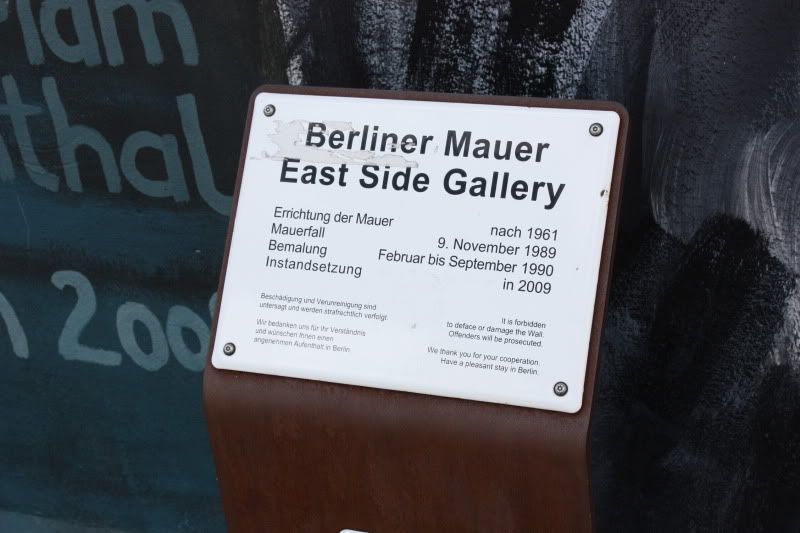 Berliner Mauer
East Side Gallery
Errichtung der Mauer nach 1961
Mauerfall 9. November 1989
Bemalung Februar bis September 1990
Instandsetzung in 2009
Beschädigung und Verunreinigung sind
untersagt und werden strafrechtlich verfolgt.
Wir bedanken uns für Ihr Verständnis
und wünschen Ihnen einen
angenehmen Aufenthalt in Berlin.
It is forbidden
to deface or damage the Wall.
Offenders will be prosecuted.
We thank you for your cooperation.
Have a pleasant stay in Berlin.